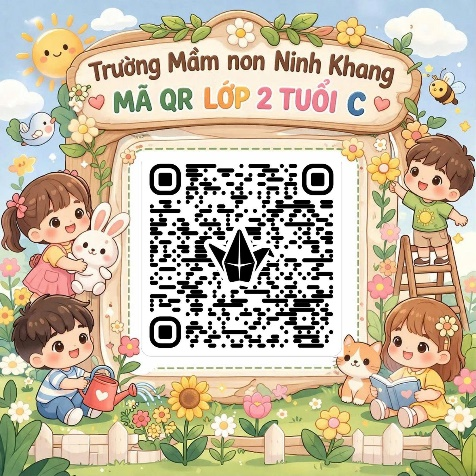 Trường Mầm non Ninh Khang
MÃ QR LỚP 2 TUỔI C